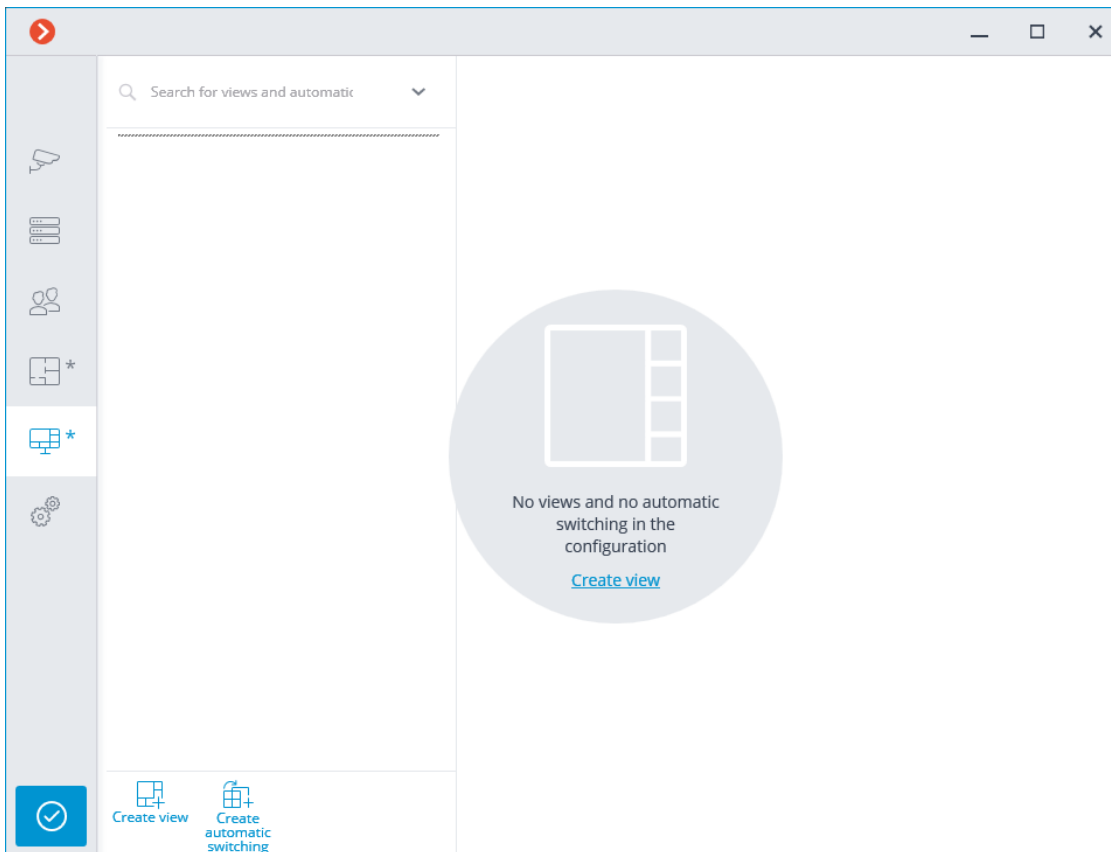 Search for views and automatic
*
*
No views and no automatic
switching in the
configuration
Create view
Create view
Create
automatic
switching